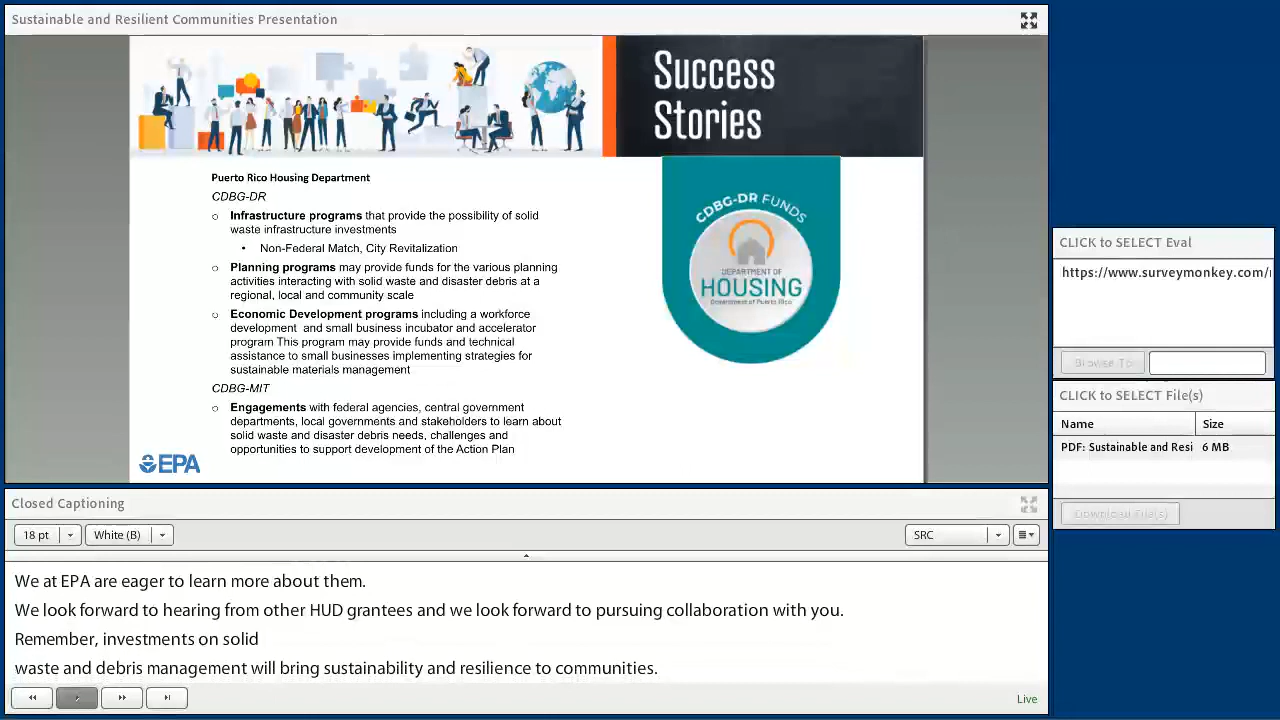 Sustainable and Resilient Communities Presentation
Success
Stories
Puerto Rico Housing Department
CDBG-DR
o Infrastructure programs that provide the possibility of solid
waste infrastructure investments
• Non-Federal Match, City Revitalization
o Planning programs may provide funds for the various planning
activities interacting with solid waste and disaster debris at a
regional, local and community scale
o Economic Development programs including a workforce
development and small business incubator and accelerator
program This program may provide funds and technical
assistance to small businesses implementing strategies for
sustainable materials management
CDBG-MIT
o Engagements with federal agencies, central government
departments, local governments and stakeholders to learn about
solid waste and disaster debris needs, challenges and
opportunities to support development of the Action Plan
EPA
CDBG-DR FUNDS
DEPARTMENT OF
HOUSING
Government of Puerto Rico
CLICK to SELECT Eval
https://www.surveymonkey.com/r
Browse To
CLICK to SELECT File(s)
Name Size
PDF: Sustainable and Resi 6 MB
Download File(s)
Closed Captioning
18 pt White (B) SRC
We at EPA are eager to learn more about them.
We look forward to hearing from other HUD grantees and we look forward to pursuing collaboration with you.
Remember, investments on solid
waste and debris management will bring sustainability and resilience to communities.
Live